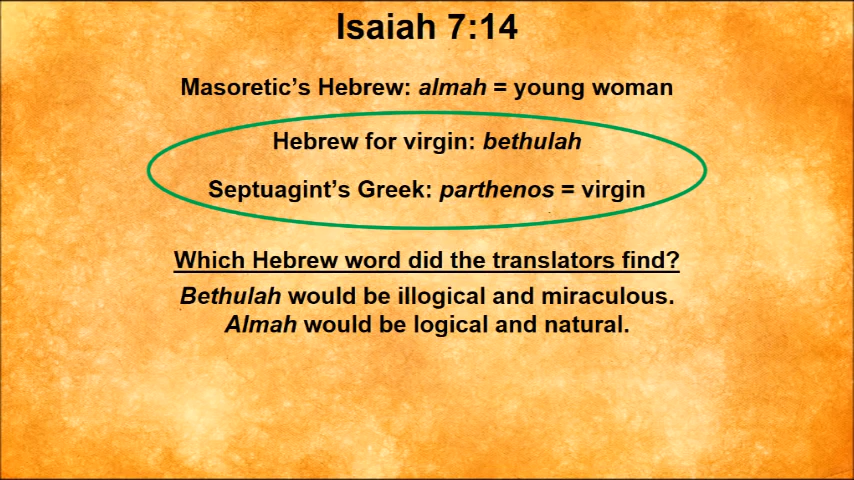 Isaiah 7:14
Masoretic’s Hebrew: almah = young woman
Hebrew for virgin: bethulah
Septuagint’s Greek: parthenos = virgin
Which Hebrew word did the translators find?
Bethulah would be illogical and miraculous.
Almah would be logical and natural.